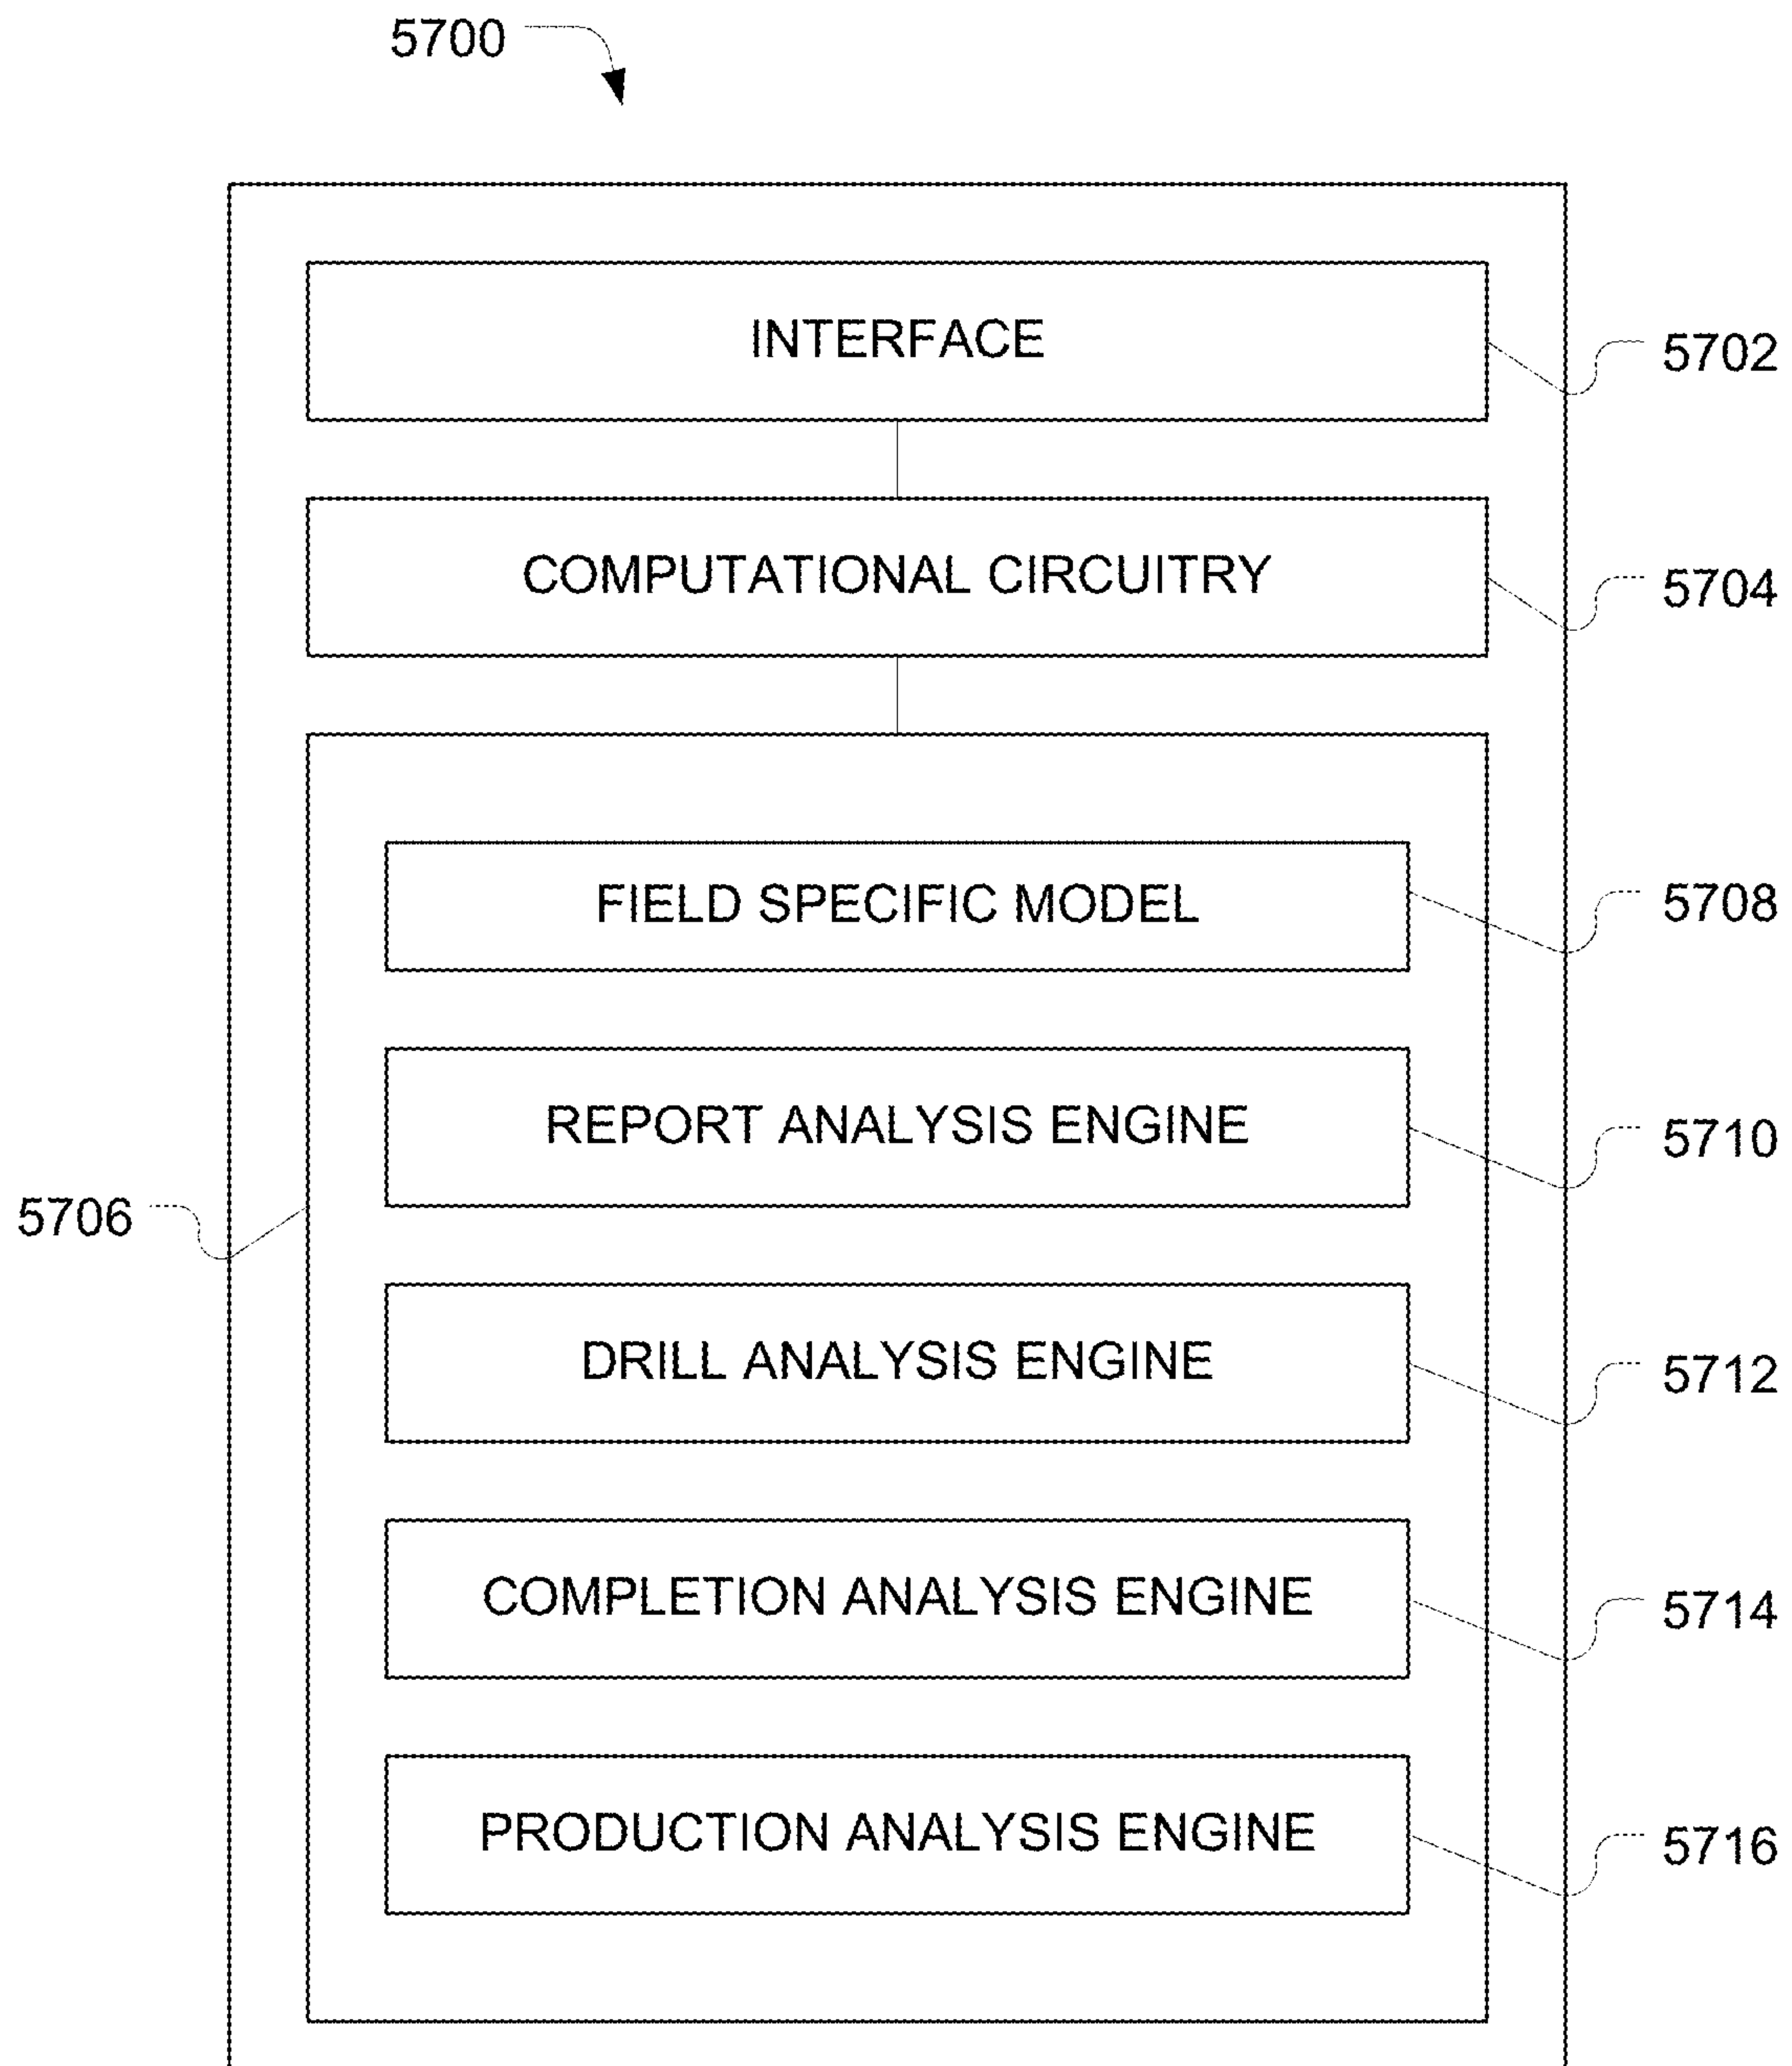 5700
INTERFACE
5702
COMPUTATIONAL CIRCUITRY
5704
FIELD SPECIFIC MODEL
5708
REPORT ANALYSIS ENGINE
5710
5706
DRILL ANALYSIS ENGINE
5712
COMPLETION ANALYSIS ENGINE
5714
PRODUCTION ANALYSIS ENGINE
5716